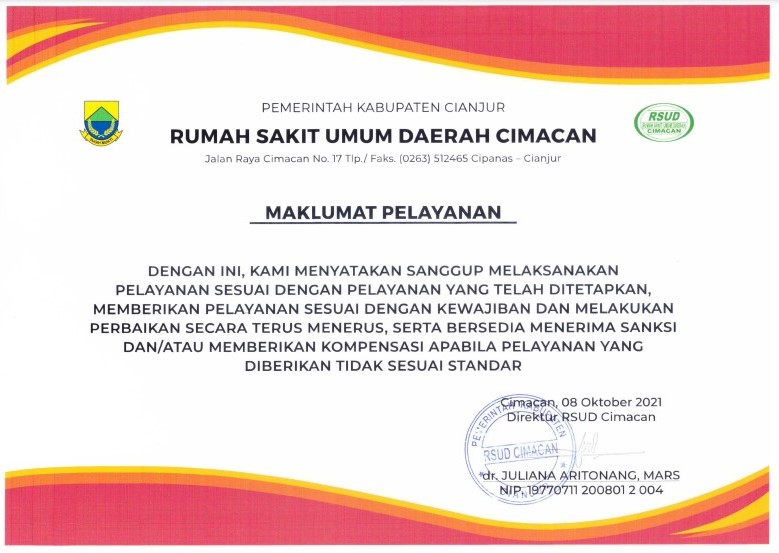 PEMERINTAH KABUPATEN CIANJUR
RUMAH SAKIT UMUM DAERAH CIMACAN
Jalan Raya Cimacan No. 17 Tlp./ Faks. (0263) 512465 Cipanas – Cianjur
RSUD
CIMACAN
MAKLUMAT PELAYANAN
DENGAN INI, KAMI MENYATAKAN SANGGUP MELAKSANAKAN
PELAYANAN SESUAI DENGAN PELAYANAN YANG TELAH DITETAPKAN,
MEMBERIKAN PELAYANAN SESUAI DENGAN KEWAJIBAN DAN MELAKUKAN
PERBAIKAN SECARA TERUS MENERUS, SERTA BERSEDIA MENERIMA SANKSI
DAN/ATAU MEMBERIKAN KOMPENSASI APABILA PELAYANAN YANG
DIBERIKAN TIDAK SESUAI STANDAR
Cimacan, 08 Oktober 2021
Direktur RSUD Cimacan
PEMERINTAH KABUPATEN
RSUD CIMACAN
CIANJUR
dr. JULIANA ARITONANG, MARS
NIP. 19770711 200801 2 004